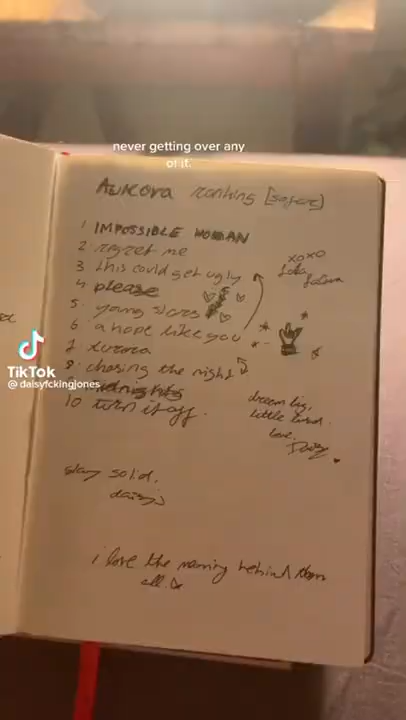 never getting over any
of it.
AURORA ranking [so far]
1 IMPOSSIBLE WOMAN
2 regret me
3 this could get ugly
4 please
5. young stars
6. a hope like you
7 aurora
8. chasing the night
9 midnights
10 turn it off.
xoxo
dream big,
little bird.
love,
Daisy
stay solid.
daisy j
i love the meaning behind them
all.
TikTok
@daisyfckingjones